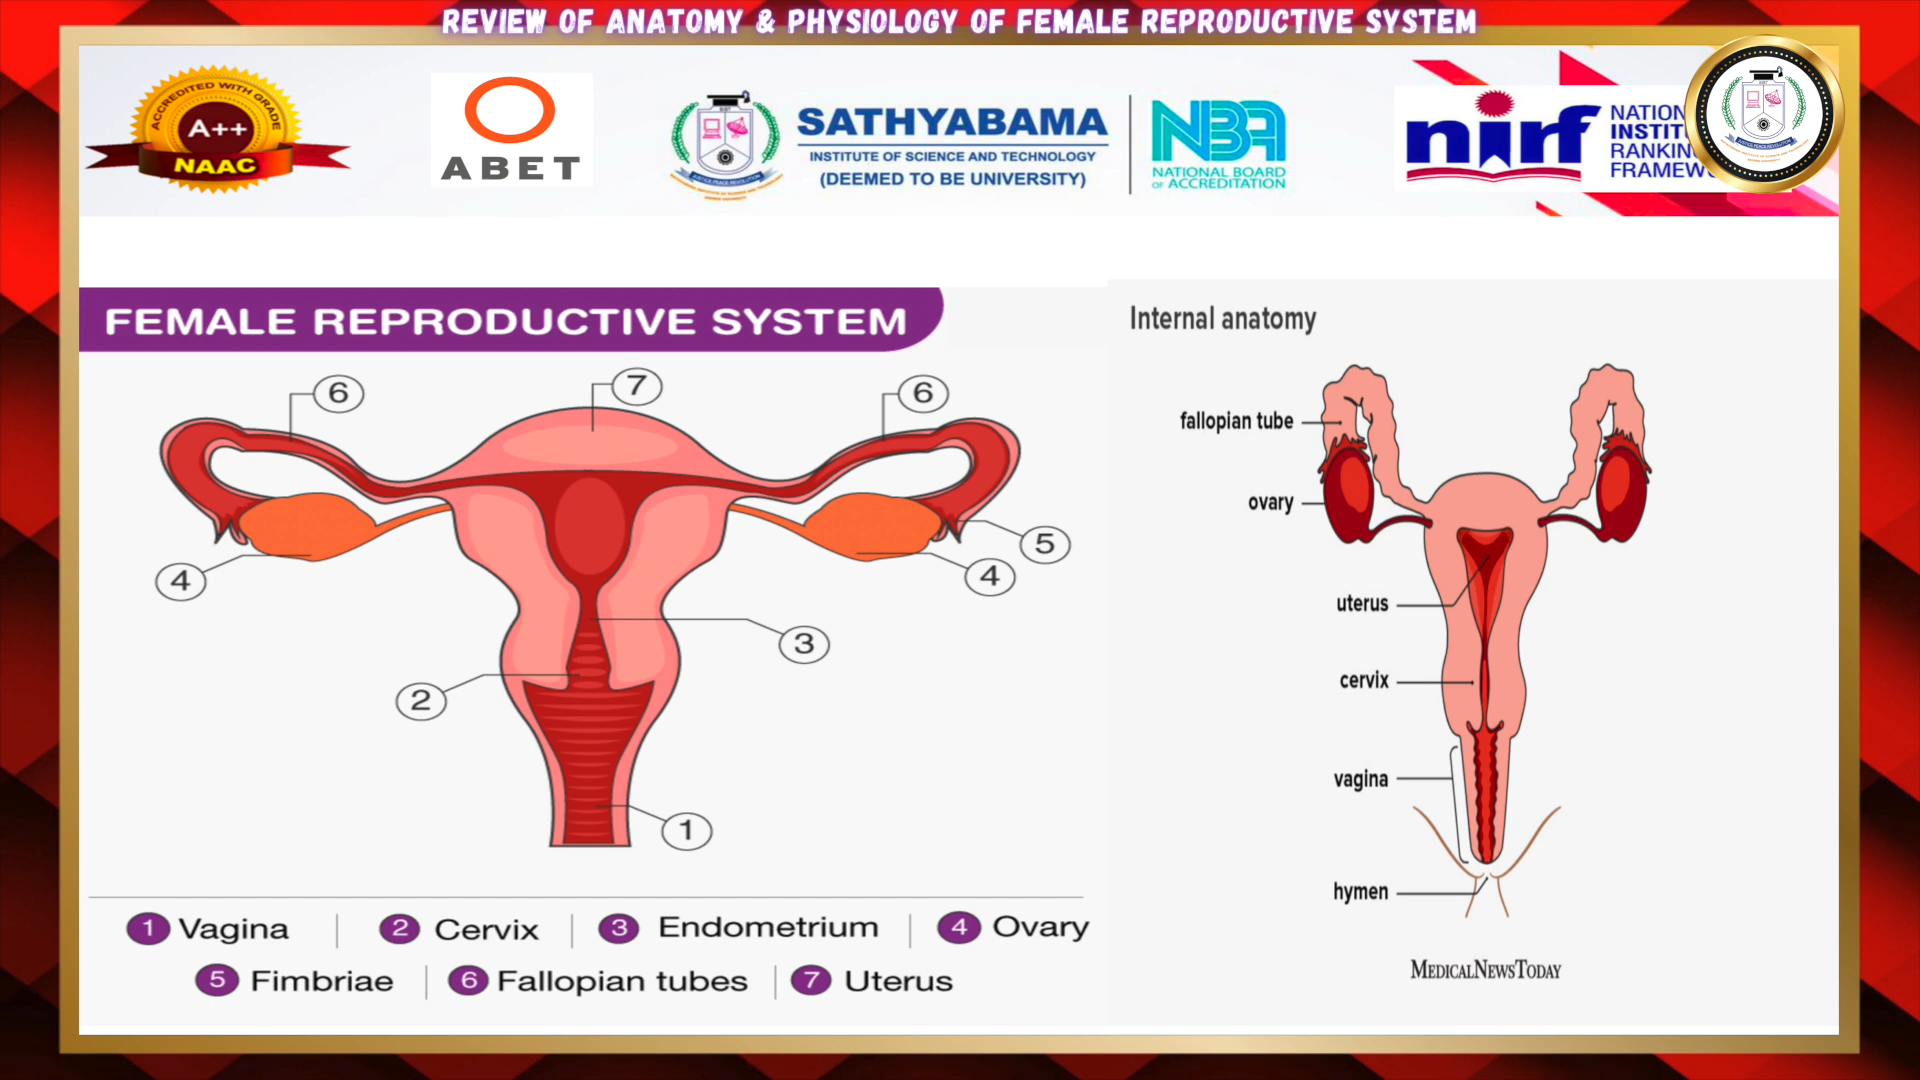 REVIEW OF ANATOMY & PHYSIOLOGY OF FEMALE REPRODUCTIVE SYSTEM
ACCREDITED WITH GRADE
A++
NAAC
ABET
SATHYABAMA
INSTITUTE OF SCIENCE AND TECHNOLOGY
(DEEMED TO BE UNIVERSITY)
NBA
NATIONAL BOARD
OF ACCREDITATION
nirf
NATION
INSTIT
RANKIN
FRAMEW
FEMALE REPRODUCTIVE SYSTEM
6
7
6
5
4
4
3
2
1
1 Vagina | 2 Cervix | 3 Endometrium | 4 Ovary
5 Fimbriae | 6 Fallopian tubes | 7 Uterus
Internal anatomy
fallopian tube
ovary
uterus
cervix
vagina
hymen
MEDICALNEWSTODAY